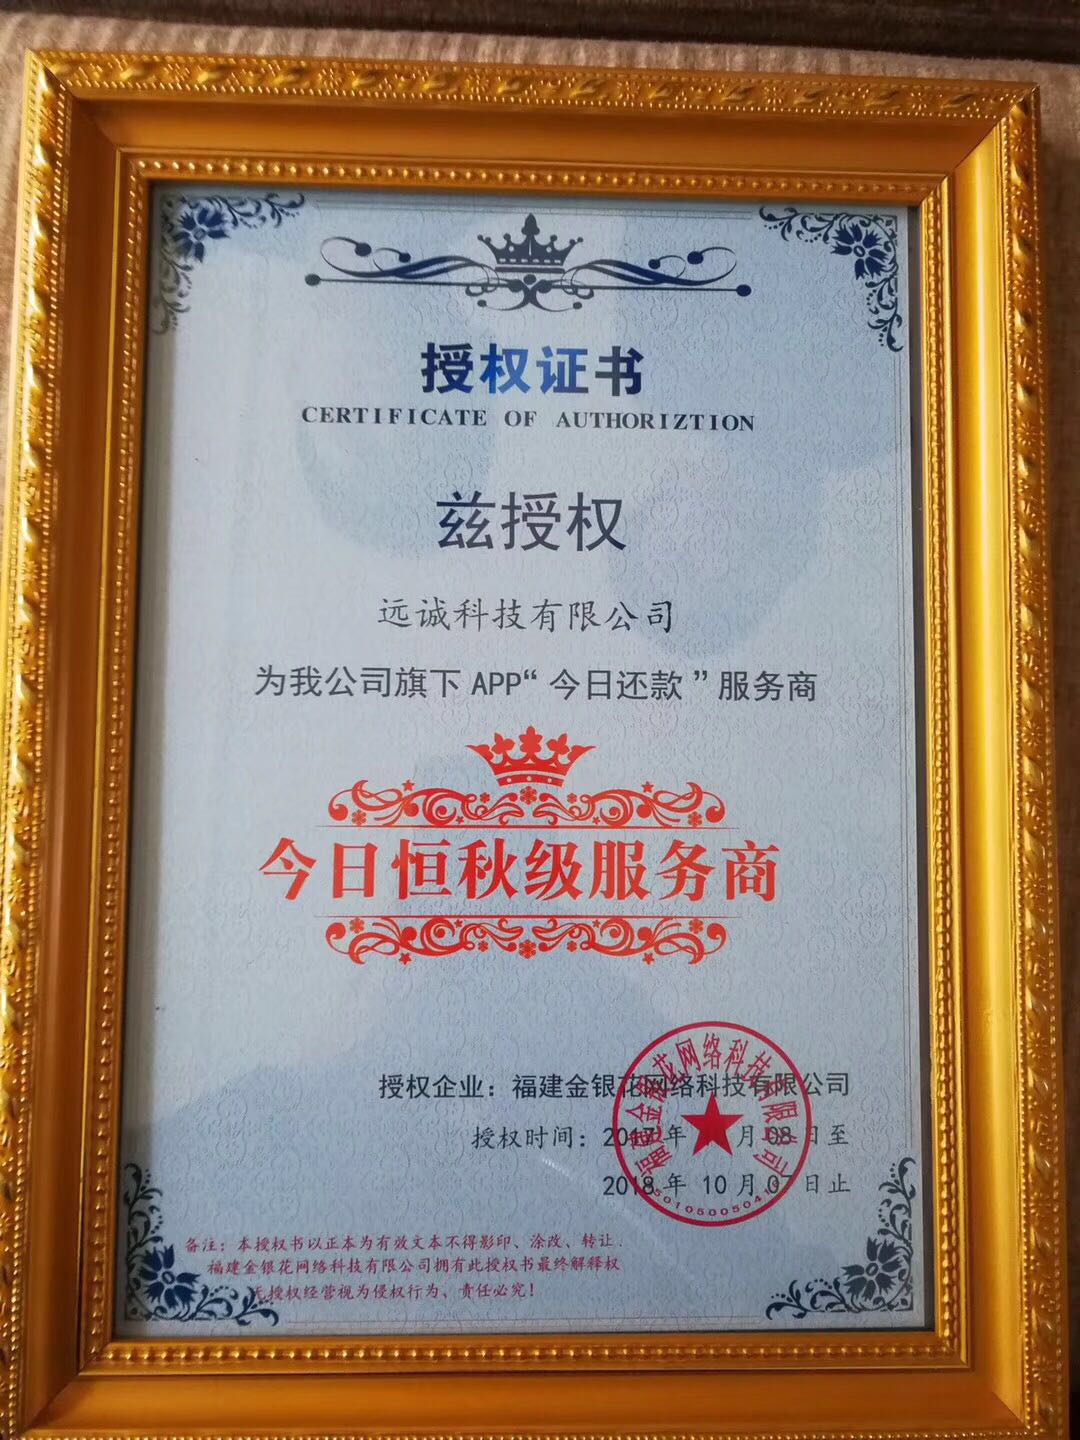 授权证书
CERTIFICATE OF AUTHORIZTION
兹授权
远诚科技有限公司
为我公司旗下 APP“今日还款”服务商
今日恒秋级服务商
授权企业：福建金银花网络科技有限公司
授权时间：2017年 月08日至
2018年10月07日止
福建金银花网络科技有限公司
备注：本授权书以正本为有效文本不得影印、涂改、转让.
福建金银花网络科技有限公司拥有此授权书最终解释权
无授权经营视为侵权行为、责任必究！